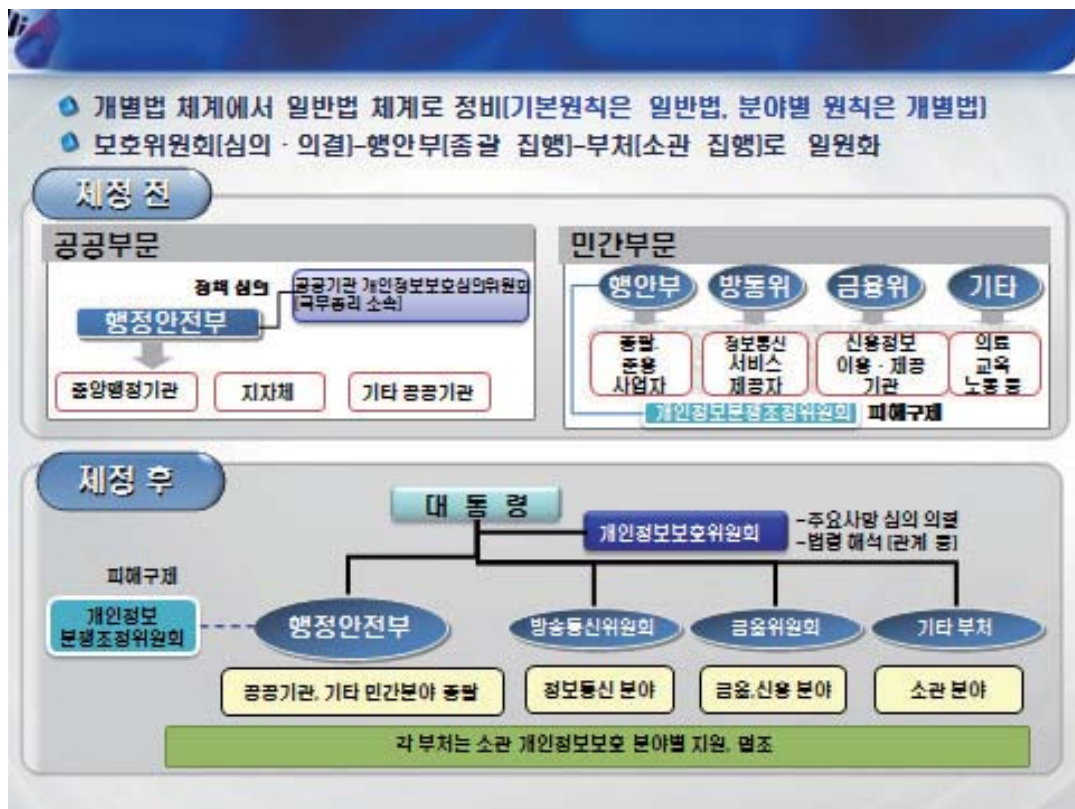 개별법 체계에서 일반법 체계로 정비[기본원칙은 일반법, 분야별 원칙은 개별법]
보호위원회[심의 · 의결]-행안부[종괄 집행]-부처[소관 집행]로 일원화
제정 전
공공부문
정책 심의
공공기관 개인정보보호심의위원회
[국무총리 소속]
행정안전부
중앙행정기관
지자체
기타 공공기관
민간부문
행안부
방통위
금융위
기타
총괄.
준용
사업자
정보통신
서비스
제공자
신용정보
이용 · 제공
기관
의료
교육
노동 등
개인정보분쟁조정위원회
피해구제
제정 후
대 통 령
개인정보보호위원회
-주요사항 심의 의결
-법령 해석 [관계 등]
피해구제
개인정보
분쟁조정위원회
행정안전부
방송통신위원회
금융위원회
기타 부처
공공기관. 기타 민간분야 총괄
정보통신 분야
금융.신용 분야
소관 분야
각 부처는 소관 개인정보보호 분야별 지원. 협조